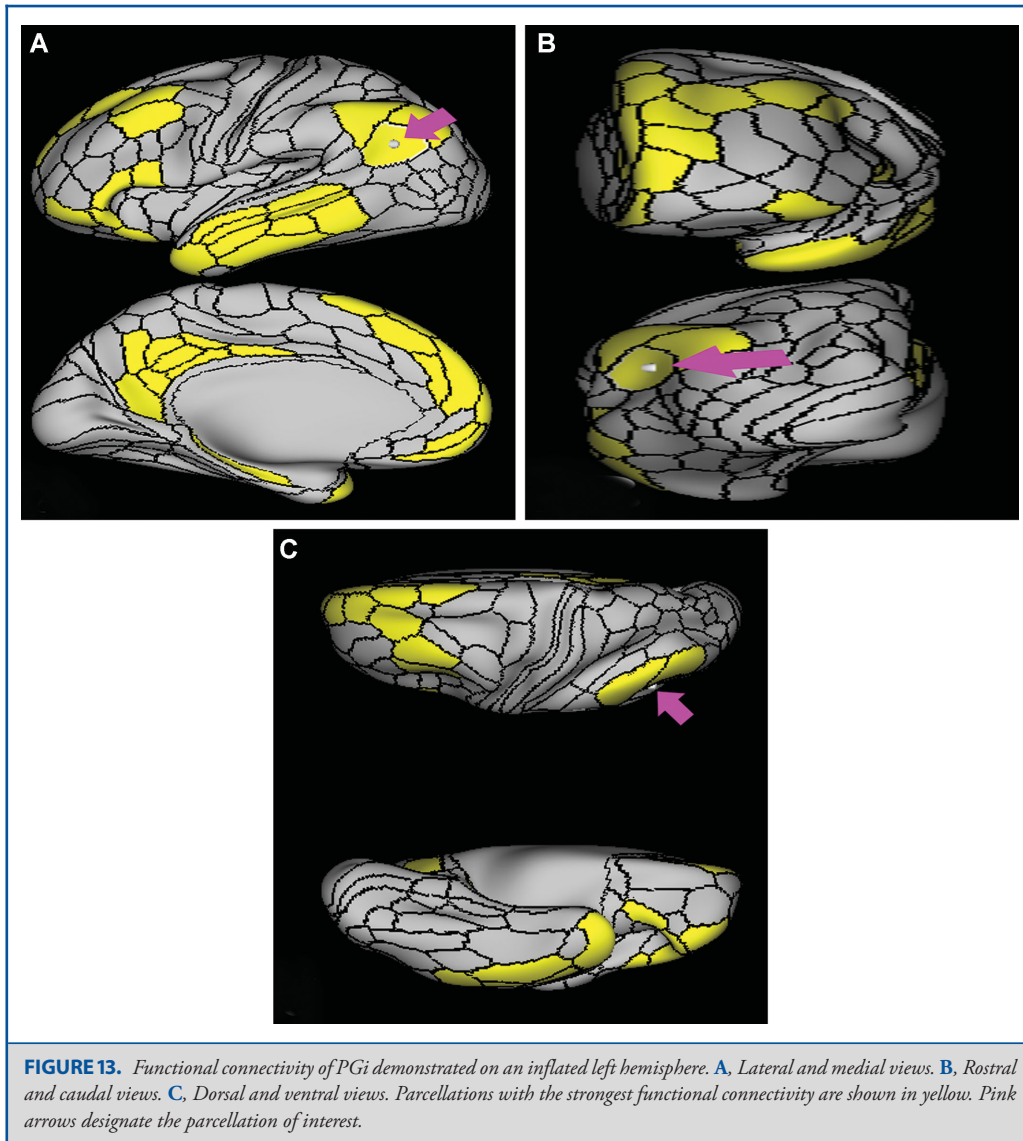 A
B
C
FIGURE 13. Functional connectivity of PGi demonstrated on an inflated left hemisphere. A, Lateral and medial views. B, Rostral
and caudal views. C, Dorsal and ventral views. Parcellations with the strongest functional connectivity are shown in yellow. Pink
arrows designate the parcellation of interest.